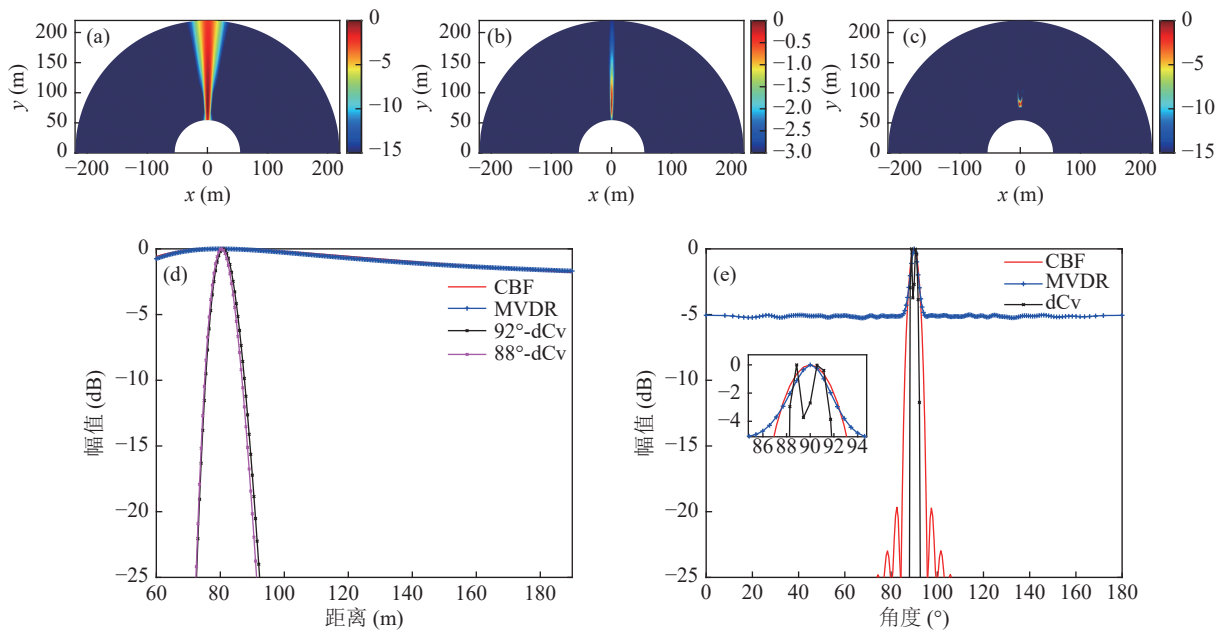 (a)
y (m)
200
150
100
50
0
−200 −100 0 100 200
x (m)
0
−5
−10
−15
(b)
y (m)
200
150
100
50
0
−200 −100 0 100 200
x (m)
0
−0.5
−1.0
−1.5
−2.0
−2.5
−3.0
(c)
y (m)
200
150
100
50
0
−200 −100 0 100 200
x (m)
0
−5
−10
−15
(d)
CBF
MVDR
92°-dCv
88°-dCv
幅值 (dB)
0
−5
−10
−15
−20
−25
60 80 100 120 140 160 180
距离 (m)
(e)
CBF
MVDR
dCv
幅值 (dB)
0
−5
−10
−15
−20
−25
0
−2
−4
86 88 90 92 94
0 20 40 60 80 100 120 140 160 180
角度 (°)